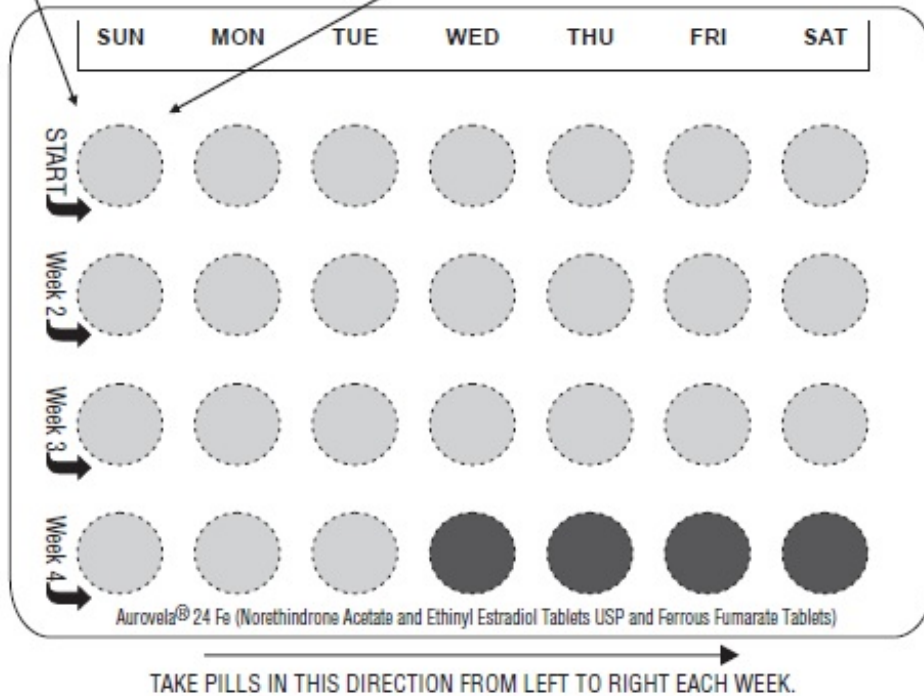 SUN MON TUE WED THU FRI SAT
START
Week 2
Week 3
Week 4
Aurovela® 24 Fe (Norethindrone Acetate and Ethinyl Estradiol Tablets USP and Ferrous Fumarate Tablets)
TAKE PILLS IN THIS DIRECTION FROM LEFT TO RIGHT EACH WEEK.